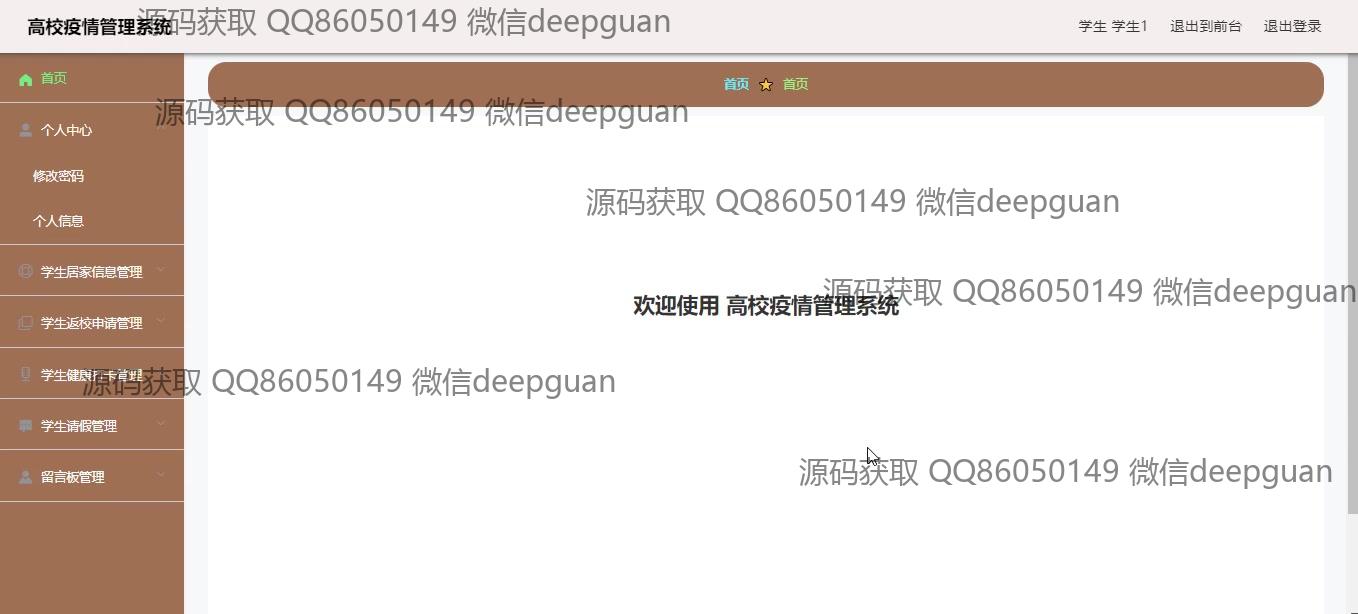 高校疫情管理系统
源码获取 QQ86050149 微信deepguan
学生 学生1 退出到前台 退出登录
首页
首页 首页
源码获取 QQ86050149 微信deepguan
个人中心
修改密码
源码获取 QQ86050149 微信deepguan
个人信息
学生居家信息管理
源码获取 QQ86050149 微信deepguan
欢迎使用 高校疫情管理系统
学生返校申请管理
学生健康打卡管理
源码获取 QQ86050149 微信deepguan
学生请假管理
源码获取 QQ86050149 微信deepguan
留言板管理